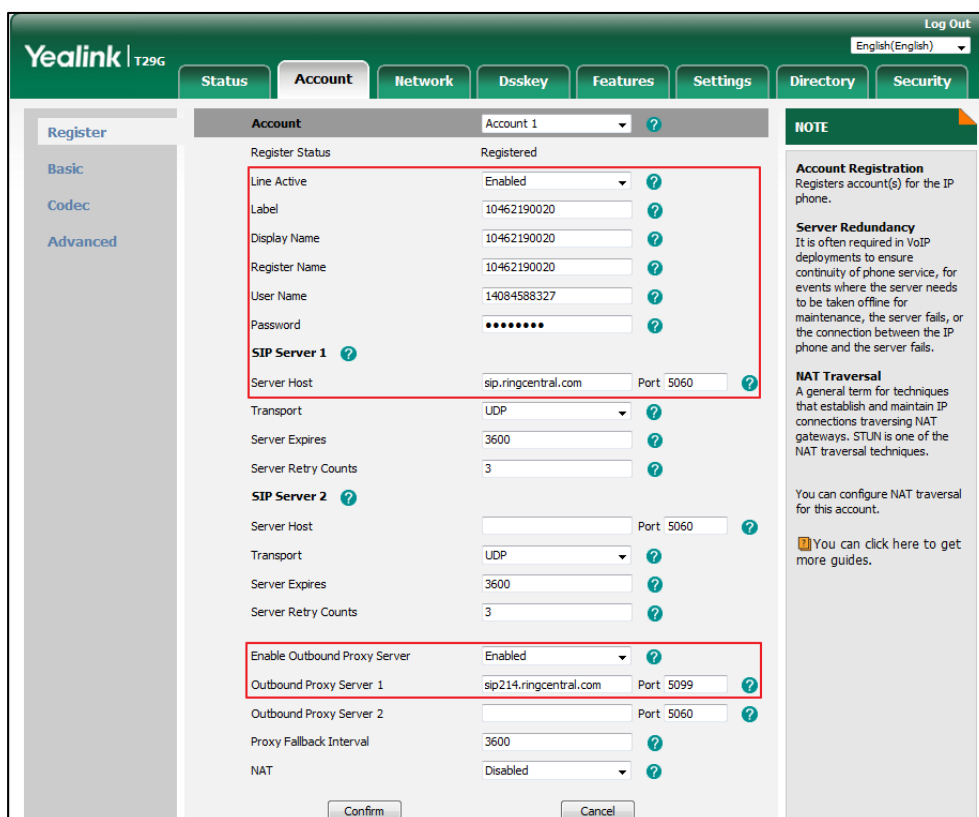 Log Out
Yealink T29G
English(English)
Status Account Network Dsskey Features Settings Directory Security
Register
Basic
Codec
Advanced
Account Account 1
Register Status Registered
Line Active Enabled
Label 10462190020
Display Name 10462190020
Register Name 10462190020
User Name 14084588327
Password ••••••••
SIP Server 1
Server Host sip.ringcentral.com Port 5060
Transport UDP
Server Expires 3600
Server Retry Counts 3
SIP Server 2
Server Host Port 5060
Transport UDP
Server Expires 3600
Server Retry Counts 3
Enable Outbound Proxy Server Enabled
Outbound Proxy Server 1 sip214.ringcentral.com Port 5099
Outbound Proxy Server 2 Port 5060
Proxy Fallback Interval 3600
NAT Disabled
Confirm Cancel
NOTE
Account Registration
Registers account(s) for the IP
phone.
Server Redundancy
It is often required in VoIP
deployments to ensure
continuity of phone service, for
events where the server needs
to be taken offline for
maintenance, the server fails, or
the connection between the IP
phone and the server fails.
NAT Traversal
A general term for techniques
that establish and maintain IP
connections traversing NAT
gateways. STUN is one of the
NAT traversal techniques.
You can configure NAT traversal
for this account.
You can click here to get
more guides.